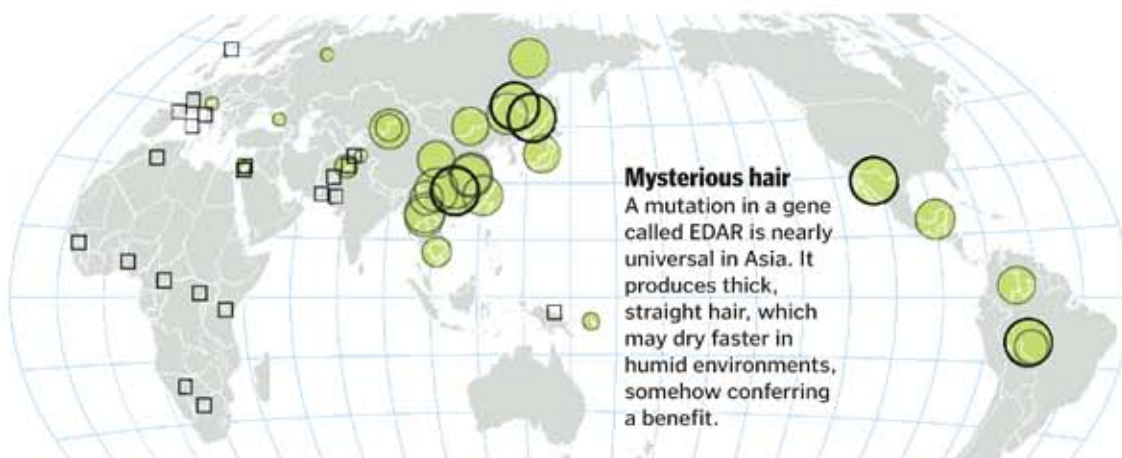 Mysterious hair
A mutation in a gene
called EDAR is nearly
universal in Asia. It
produces thick,
straight hair, which
may dry faster in
humid environments,
somehow conferring
a benefit.